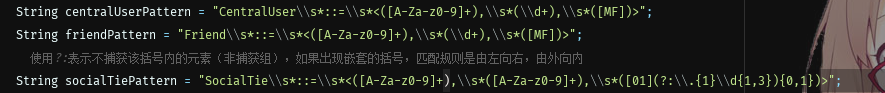 String centralUserPattern = "CentralUser\\s*::=\\s*<([A-Za-z0-9]+),\\s*(\\d+),\\s*([MF])>";
String friendPattern = "Friend\\s*::=\\s*<([A-Za-z0-9]+),\\s*(\\d+),\\s*([MF])>";
使用?:表示不捕获该括号内的元素（非捕获组），如果出现嵌套的括号，匹配规则是由左向右，由外向内
String socialTiePattern = "SocialTie\\s*::=\\s*<([A-Za-z0-9]+),\\s*([A-Za-z0-9]+),\\s*([01](?:\\.{1}\\d{1,3}){0,1})>";